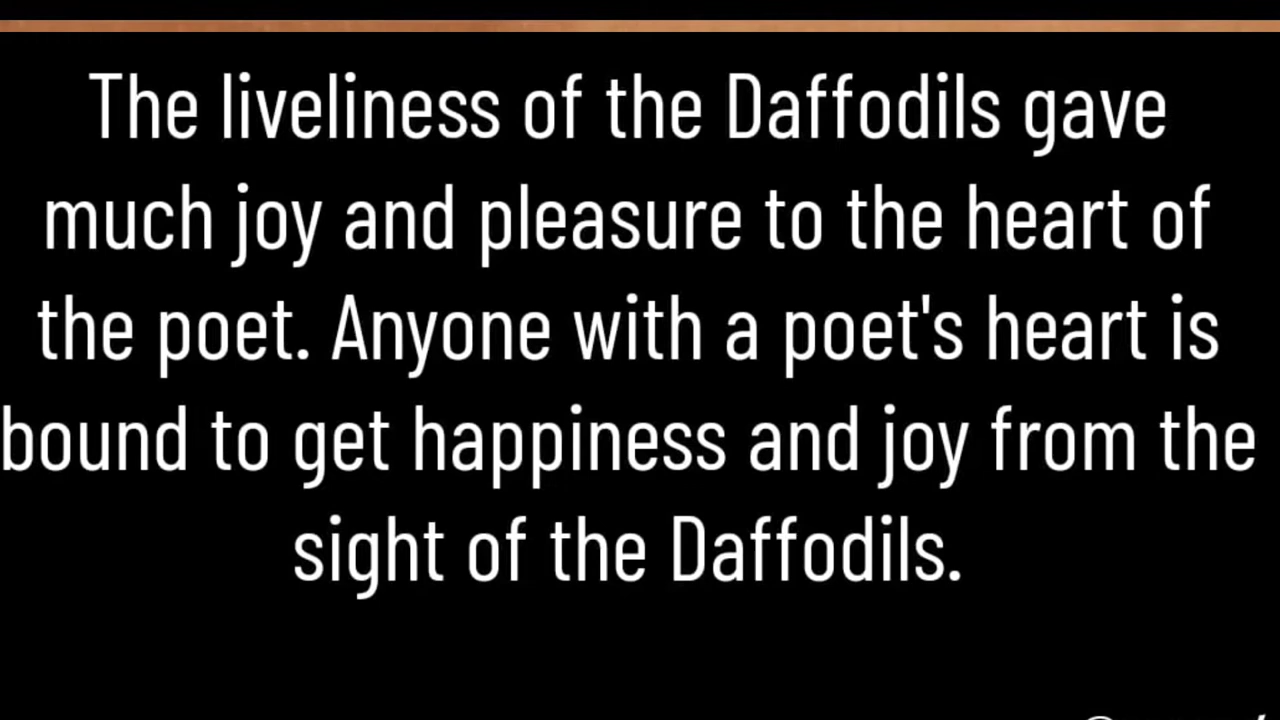 The liveliness of the Daffodils gave
much joy and pleasure to the heart of
the poet. Anyone with a poet's heart is
bound to get happiness and joy from the
sight of the Daffodils.